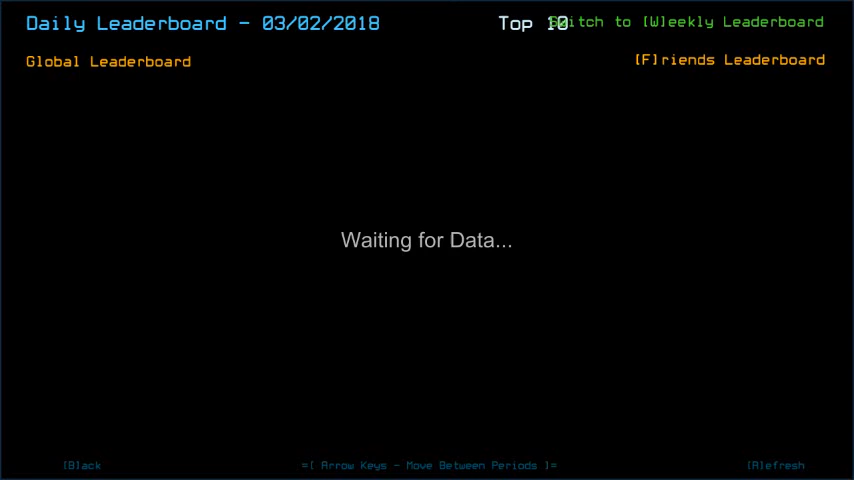 Daily Leaderboard - 03/02/2018
Top 10
Switch to [W]eekly Leaderboard
Global Leaderboard
[F]riends Leaderboard
Waiting for Data...
[B]ack
=[ Arrow Keys - Move Between Periods ]=
[R]efresh